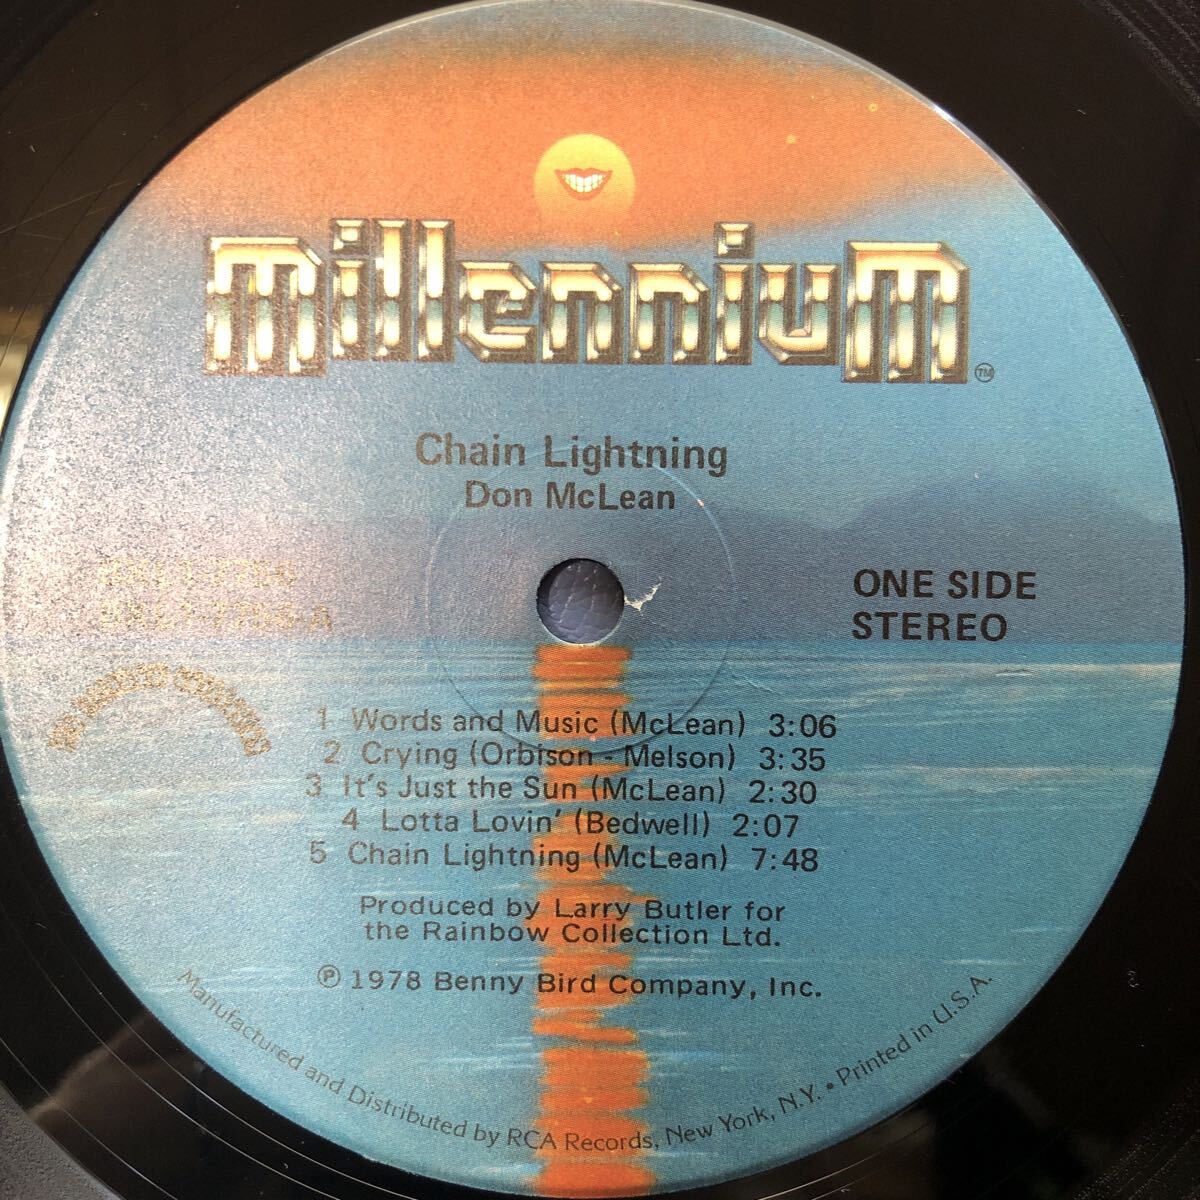 millennium
TM
Chain Lightning
Don McLean
ONE SIDE
STEREO
1 Words and Music (McLean) 3:06
2 Crying (Orbison - Melson) 3:35
3 It's Just the Sun (McLean) 2:30
4 Lotta Lovin' (Bedwell) 2:07
5 Chain Lightning (McLean) 7:48
Produced by Larry Butler for
the Rainbow Collection Ltd.
℗ 1978 Benny Bird Company, Inc.
Manufactured and Distributed by RCA Records, New York, N.Y. • Printed in U.S.A.